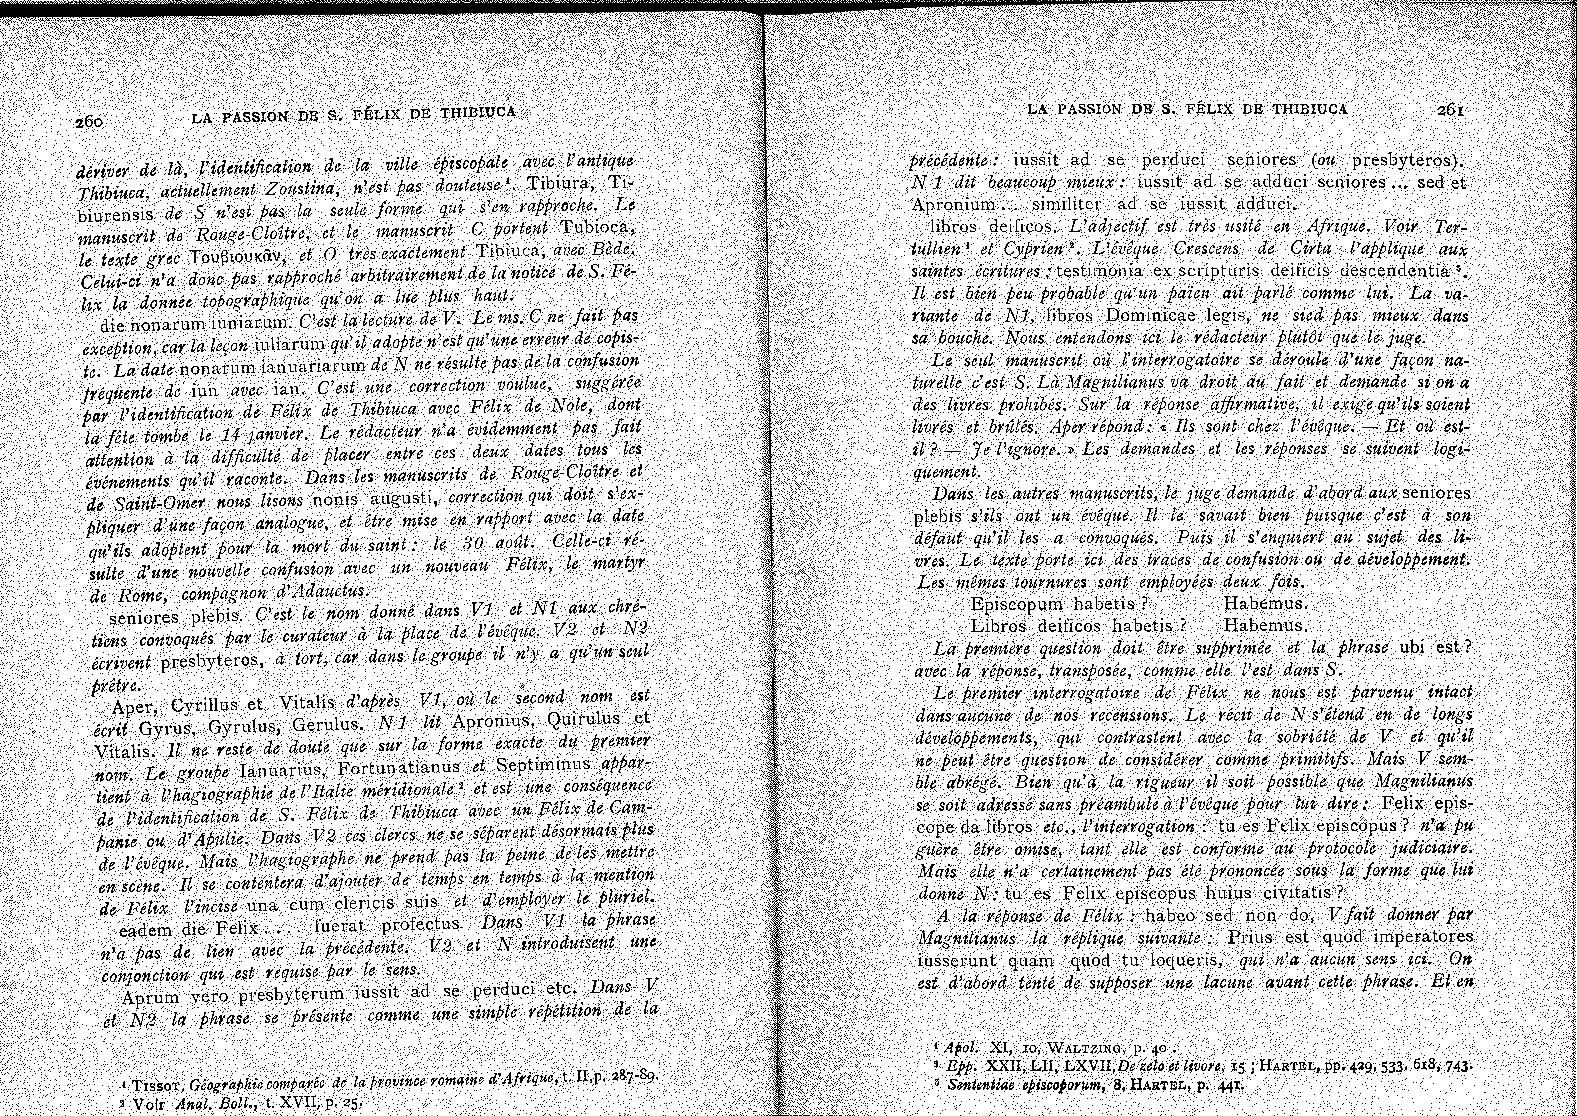 260 LA PASSION DE S. FÉLIX DE THIBIUCA
dériver de là, l'identification de la ville épiscopale avec l'antique
Thibiuca, actuellement Zoustina, n'est pas douteuse¹. Tibiura, Ti-
biurensis de S n'est pas la seule forme qui s'en rapproche. Le
manuscrit de Rouge-Cloître, et le manuscrit C portent Tubioca,
le texte grec Τουβιουκᾶν, et O très exactement Tibiuca, avec Bède.
Celui-ci n'a donc pas rapproché arbitrairement de la notice de S. Fé-
lix la donnée topographique qu'on a lue plus haut.
die nonarum iuniarum. C'est la lecture de V. Le ms. C ne fait pas
exception, car la leçon iuliarum qu'il adopte n'est qu'une erreur de copis-
te. La date nonarum ianuariarum de N ne résulte pas de la confusion
fréquente de iun avec ian. C'est une correction voulue, suggérée
par l'identification de Félix de Thibiuca avec Félix de Nole, dont
la fête tombe le 14 janvier. Le rédacteur n'a évidemment pas fait
attention à la difficulté de placer entre ces deux dates tous les
événements qu'il raconte. Dans les manuscrits de Rouge-Cloître et
de Saint-Omer nous lisons nonis augusti, correction qui doit s'ex-
pliquer d'une façon analogue, et être mise en rapport avec la date
qu'ils adoptent pour la mort du saint : le 30 août. Celle-ci ré-
sulte d'une nouvelle confusion avec un nouveau Félix, le martyr
de Rome, compagnon d'Adauctus.
seniores plebis. C'est le nom donné dans V1 et N1 aux chré-
tiens convoqués par le curateur à la place de l'évêque. V2 et N2
écrivent presbyteros, à tort, car dans le groupe il n'y a qu'un seul
prêtre.
Aper, Cyrillus et Vitalis d'après V1, où le second nom est
écrit Gyrus, Gyrulus, Gerulus. N1 lit Apronius, Quirulus et
Vitalis. Il ne reste de doute que sur la forme exacte du premier
nom. Le groupe Ianuarius, Fortunatianus et Septiminus appar-
tient à l'hagiographie de l'Italie méridionale² et est une conséquence
de l'identification de S. Félix de Thibiuca avec un Félix de Cam-
panie ou d'Apulie. Dans V2 ces clercs ne se séparent désormais plus
de l'évêque. Mais l'hagiographe ne prend pas la peine de les mettre
en scène. Il se contentera d'ajouter de temps en temps à la mention
de Félix l'incise una cum clericis suis et d'employer le pluriel.
eadem die Felix.... fuerat profectus. Dans V1 la phrase
n'a pas de lien avec la précédente. V2 et N introduisent une
conjonction qui est requise par le sens.
Aprum vero presbyterum iussit ad se perduci etc. Dans V
et N2 la phrase se présente comme une simple répétition de la
¹ TISSOT, Géographie comparée de la province romaine d'Afrique, t. II, p. 287-89.
² Voir Anal. Boll., t. XVII, p. 25.
LA PASSION DE S. FÉLIX DE THIBIUCA 261
précédente : iussit ad se perduci seniores (ou presbyteros).
N1 dit beaucoup mieux : iussit ad se adduci seniores ... sed et
Apronium... similiter ad se iussit adduci.
libros deificos. L'adjectif est très usité en Afrique. Voir Ter-
tullien¹ et Cyprien². L'évêque Crescens de Cirta l'applique aux
saintes écritures : testimonia ex scripturis deificis descendentia³.
Il est bien peu probable qu'un païen ait parlé comme lui. La va-
riante de N1, libros Dominicae legis, ne sied pas mieux dans
sa bouche. Nous entendons ici le rédacteur plutôt que le juge.
Le seul manuscrit où l'interrogatoire se déroule d'une façon na-
turelle c'est S. Là Magnilianus va droit au fait et demande si on a
des livres prohibés. Sur la réponse affirmative, il exige qu'ils soient
livrés et brûlés. Aper répond : « Ils sont chez l'évêque. — Et où est-
il ? — Je l'ignore. » Les demandes et les réponses se suivent logi-
quement.
Dans les autres manuscrits, le juge demande d'abord aux seniores
plebis s'ils ont un évêque. Il le savait bien puisque c'est à son
défaut qu'il les a convoqués. Puis il s'enquiert au sujet des li-
vres. Le texte porte ici des traces de confusion ou de développement.
Les mêmes tournures sont employées deux fois.
Episcopum habetis ? Habemus.
Libros deificos habetis ? Habemus.
La première question doit être supprimée et la phrase ubi est ?
avec la réponse, transposée, comme elle l'est dans S.
Le premier interrogatoire de Félix ne nous est parvenu intact
dans aucune de nos recensions. Le récit de N s'étend en de longs
développements, qui contrastent avec la sobriété de V et qu'il
ne peut être question de considérer comme primitifs. Mais V sem-
ble abrégé. Bien qu'à la rigueur il soit possible que Magnilianus
se soit adressé sans préambule à l'évêque pour lui dire : Felix epis-
cope da libros etc., l'interrogation : tu es Felix episcopus ? n'a pu
guère être omise, tant elle est conforme au protocole judiciaire.
Mais elle n'a certainement pas été prononcée sous la forme que lui
donne N : tu es Felix episcopus huius civitatis ?
A la réponse de Félix : habeo sed non do, V fait donner par
Magnilianus la réplique suivante : Prius est quod imperatores
iusserunt quam quod tu loqueris, qui n'a aucun sens ici. On
est d'abord tenté de supposer une lacune avant cette phrase. Et en
¹ Apol. XI, 10, WALTZING, p. 40.
² Epp. XXII, LII, LXVII, De zelo et livore, 15 ; HARTEL, pp. 429, 533, 618, 743.
³ Sententiae episcoporum, 8, HARTEL, p. 441.